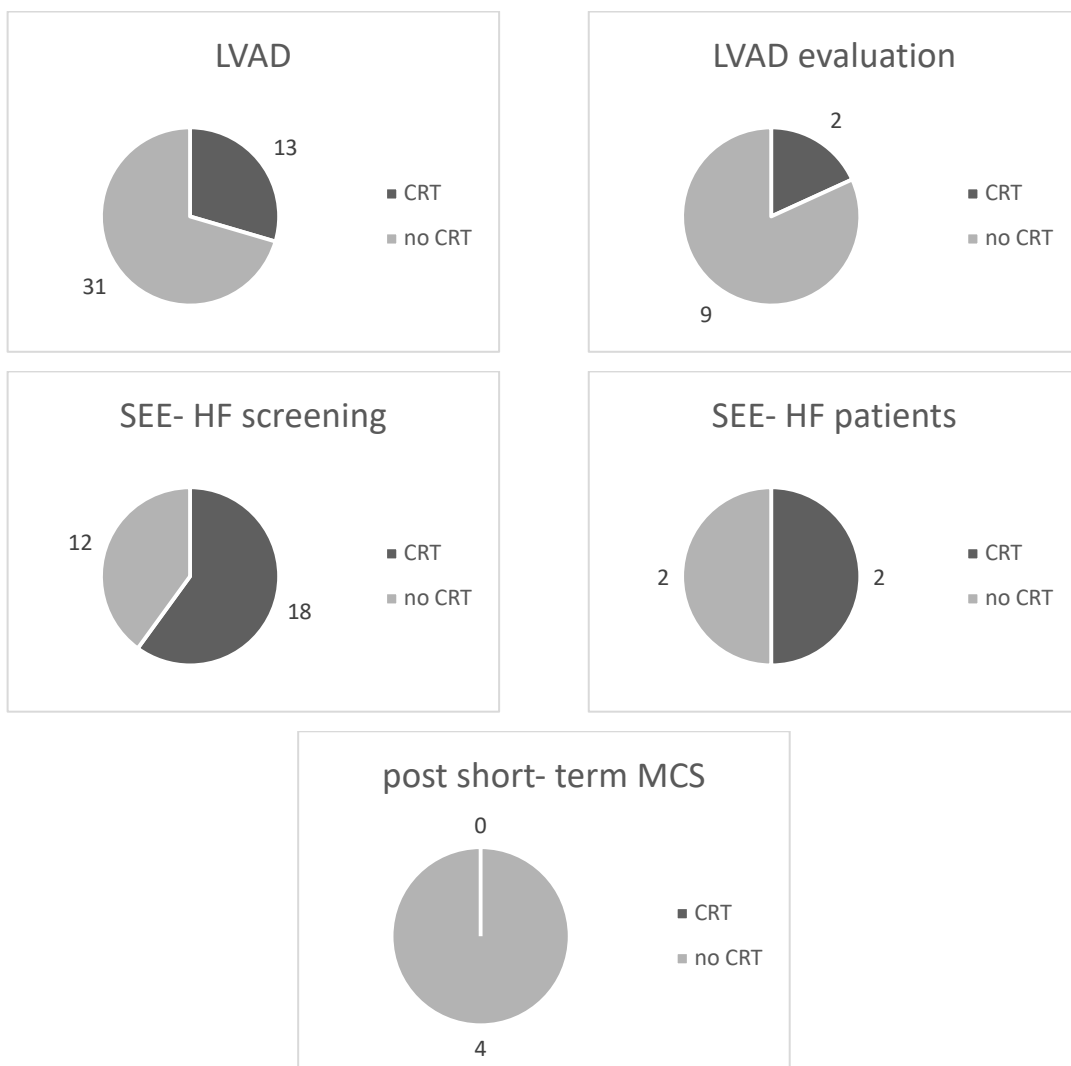 LVAD
13
CRT
no CRT
31
LVAD evaluation
2
CRT
no CRT
9
SEE- HF screening
12
CRT
no CRT
18
SEE- HF patients
2
2
CRT
no CRT
post short- term MCS
0
CRT
no CRT
4